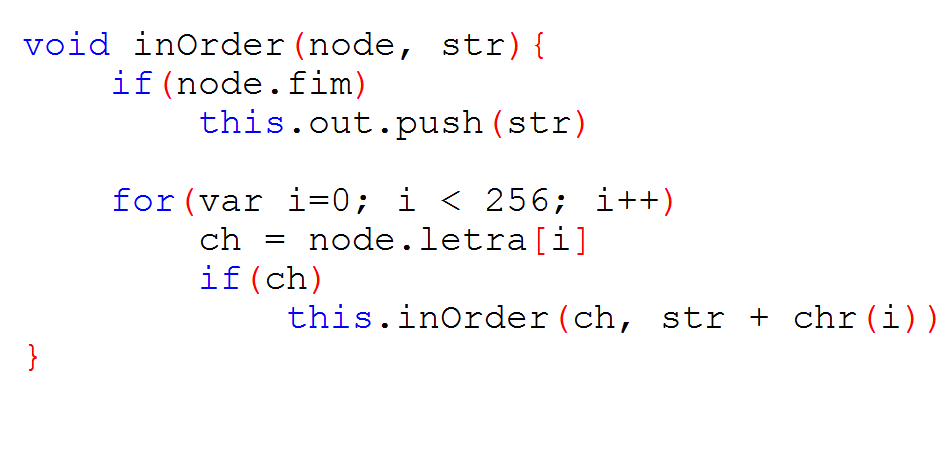 void inOrder(node, str){
    if(node.fim)
        this.out.push(str)

    for(var i=0; i < 256; i++)
        ch = node.letra[i]
        if(ch)
            this.inOrder(ch, str + chr(i))
}